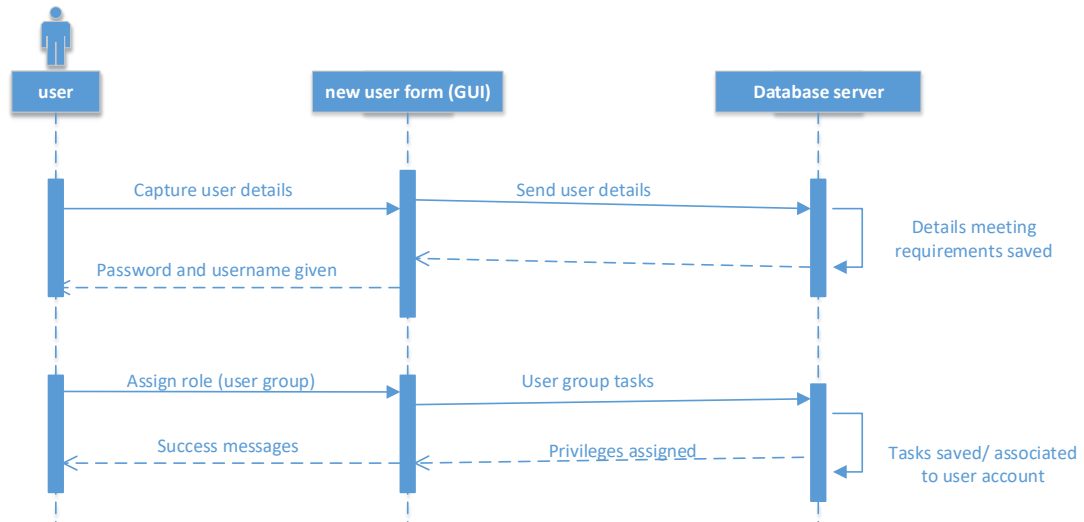 user
new user form (GUI)
Database server
Capture user details
Send user details
Details meeting
requirements saved
Password and username given
Assign role (user group)
User group tasks
Success messages
Privileges assigned
Tasks saved/ associated
to user account